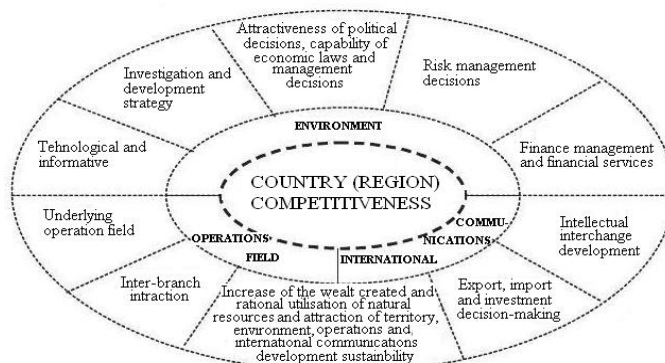 Attractiveness of political
decisions, capability of
economic laws and
management
decisions
Risk management
decisions
Investigation and
development
strategy
ENVIRONMENT
Tehnological and
informative
Finance management
and financial services
COUNTRY (REGION)
COMPETITIVENESS
Underlying
operation field
COMMU-
NICATIONS
Intellectual
interchange
development
OPERATIONS
FIELD
INTERNATIONAL
Inter-branch
intraction
Increase of the wealt created and
rational utilisation of natural
resources and attraction of territory,
environment, operations and
international communications
development sustainbility
Export, import
and investment
decision-making